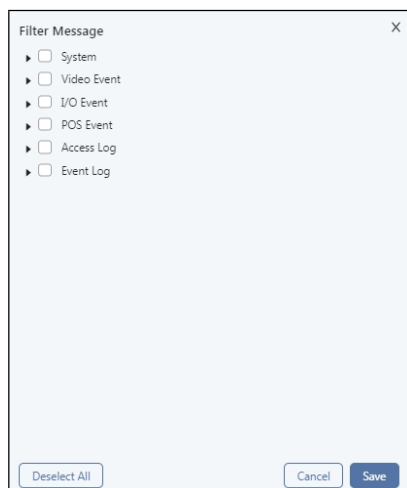 Filter Message X
System
Video Event
I/O Event
POS Event
Access Log
Event Log
Deselect All Cancel Save